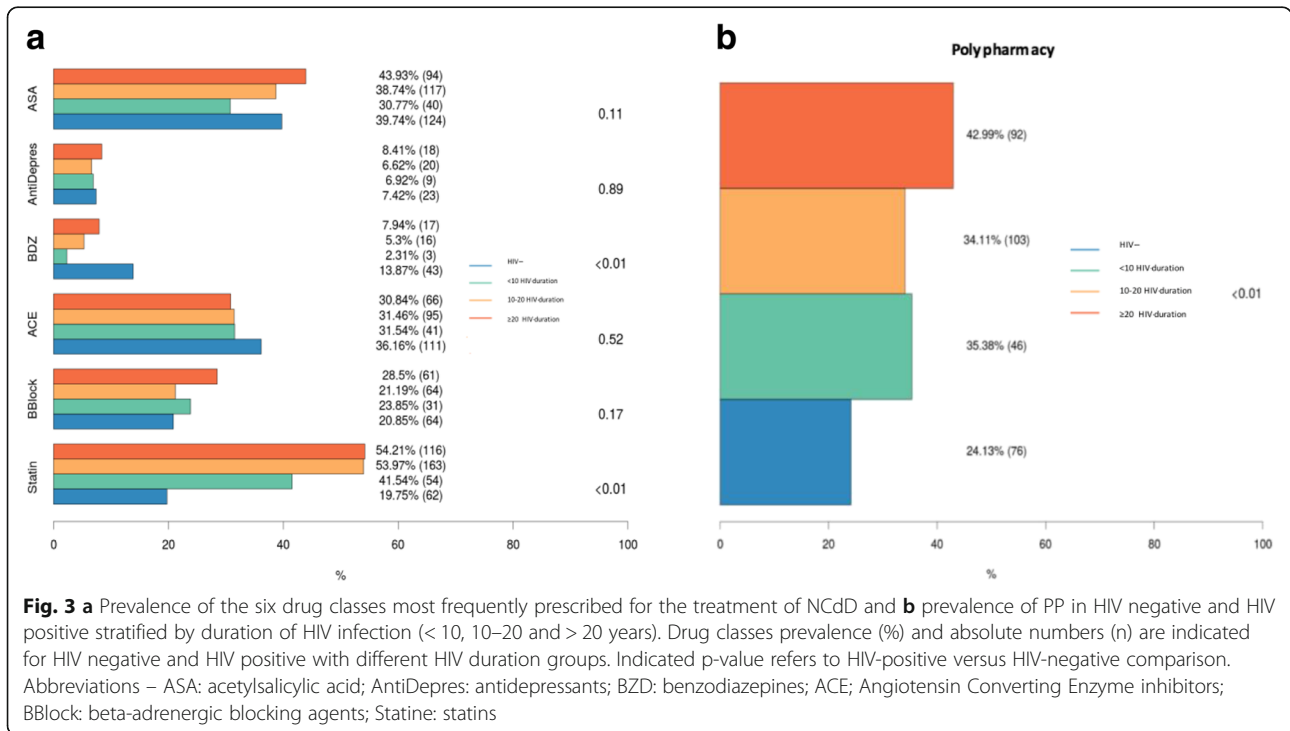 a
ASA
43.93% (94)
38.74% (117)
30.77% (40)
39.74% (124)
0.11
AntiDepres
8.41% (18)
6.62% (20)
6.92% (9)
7.42% (23)
0.89
BDZ
7.94% (17)
5.3% (16)
2.31% (3)
13.87% (43)
<0.01
HIV–
<10 HIV-duration
10-20 HIV-duration
≥20 HIV-duration
ACE
30.84% (66)
31.46% (95)
31.54% (41)
36.16% (111)
0.52
BBlock
28.5% (61)
21.19% (64)
23.85% (31)
20.85% (64)
0.17
Statin
54.21% (116)
53.97% (163)
41.54% (54)
19.75% (62)
<0.01
0 20 40 60 80 100
%
b
Polypharmacy
42.99% (92)
34.11% (103)
35.38% (46)
24.13% (76)
HIV–
<10 HIV-duration
10-20 HIV-duration
≥20 HIV-duration
<0.01
0 20 40 60 80 100
%
Fig. 3 a Prevalence of the six drug classes most frequently prescribed for the treatment of NCdD and b prevalence of PP in HIV negative and HIV
positive stratified by duration of HIV infection (< 10, 10–20 and > 20 years). Drug classes prevalence (%) and absolute numbers (n) are indicated
for HIV negative and HIV positive with different HIV duration groups. Indicated p-value refers to HIV-positive versus HIV-negative comparison.
Abbreviations – ASA: acetylsalicylic acid; AntiDepres: antidepressants; BZD: benzodiazepines; ACE; Angiotensin Converting Enzyme inhibitors;
BBlock: beta-adrenergic blocking agents; Statine: statins